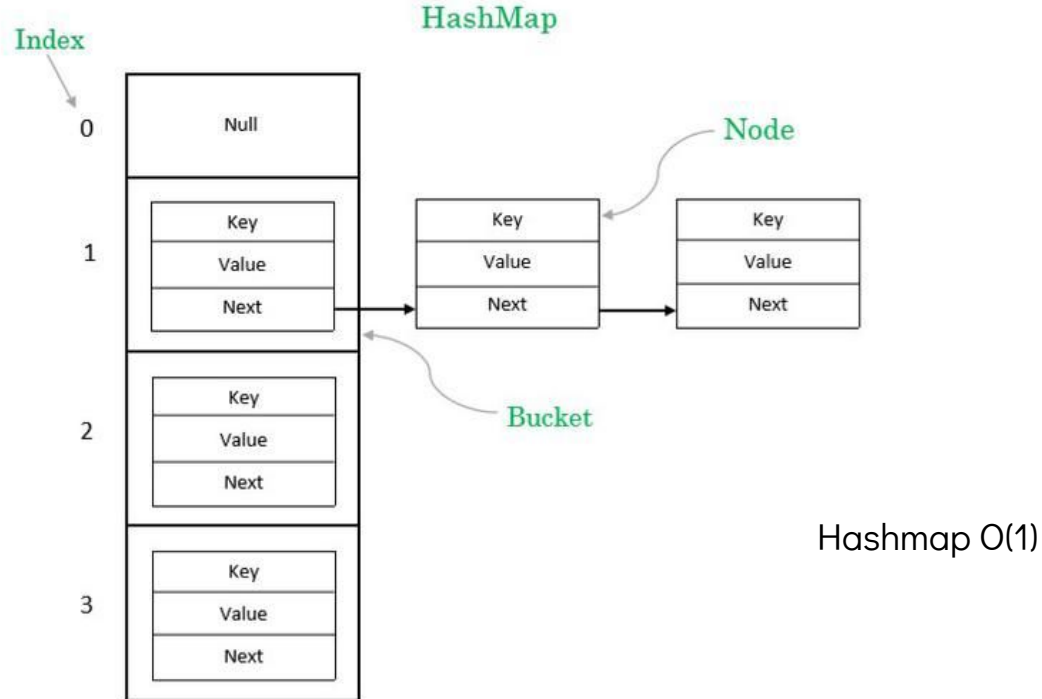 HashMap
Index
0
Null
Node
1
Key
Value
Next
Key
Value
Next
Key
Value
Next
Bucket
2
Key
Value
Next
Hashmap O(1)
3
Key
Value
Next